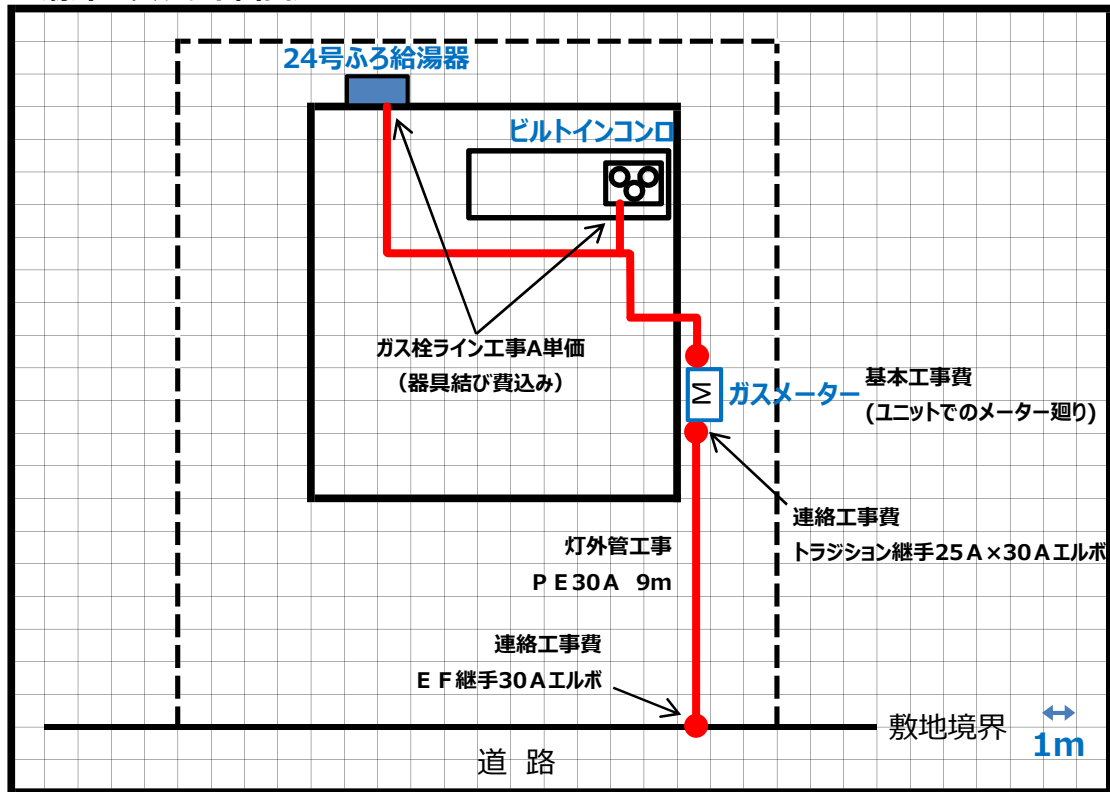 24号ふろ給湯器
ビルトインコンロ
ガス栓ライン工事A単価
（器具結び費込み）
M
ガスメーター
基本工事費
(ユニットでのメーター廻り)
連絡工事費
トラジション継手25A×30Aエルボ
灯外管工事
PE30A 9m
連絡工事費
EF継手30Aエルボ
敷地境界
1m
道 路